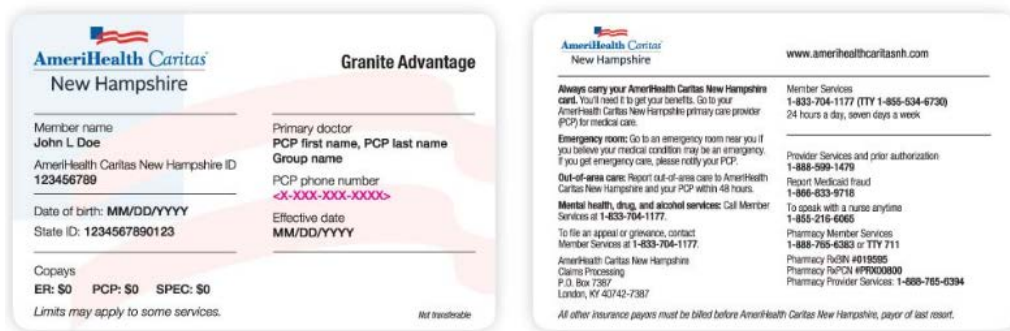 AmeriHealth Caritas
New Hampshire
Granite Advantage
Member name
John L Doe
AmeriHealth Caritas New Hampshire ID
123456789
Date of birth: MM/DD/YYYY
State ID: 1234567890123
Primary doctor
PCP first name, PCP last name
Group name
PCP phone number
<X-XXX-XXX-XXXX>
Effective date
MM/DD/YYYY
Copays
ER: $0 PCP: $0 SPEC: $0
Limits may apply to some services.
Not transferable
AmeriHealth Caritas
New Hampshire
www.amerihealthcaritasnh.com
Always carry your AmeriHealth Caritas New Hampshire
card. You'll need it to get your benefits. Go to your
AmeriHealth Caritas New Hampshire primary care provider
(PCP) for medical care.
Emergency room: Go to an emergency room near you if
you believe your medical condition may be an emergency.
If you get emergency care, please notify your PCP.
Out-of-area care: Report out-of-area care to AmeriHealth
Caritas New Hampshire and your PCP within 48 hours.
Mental health, drug, and alcohol services: Call Member
Services at 1-833-704-1177.
To file an appeal or grievance, contact
Member Services at 1-833-704-1177.
AmeriHealth Caritas New Hampshire
Claims Processing
P.O. Box 7387
London, KY 40742-7387
Member Services
1-833-704-1177 (TTY 1-855-534-6730)
24 hours a day, seven days a week
Provider Services and prior authorization
1-888-599-1479
Report Medicaid fraud
1-866-833-9718
To speak with a nurse anytime
1-855-216-6065
Pharmacy Member Services
1-888-765-6383 or TTY 711
Pharmacy RxBIN #019595
Pharmacy RxPCN #PRX00800
Pharmacy Provider Services: 1-888-765-6394
All other insurance payors must be billed before AmeriHealth Caritas New Hampshire, payor of last resort.